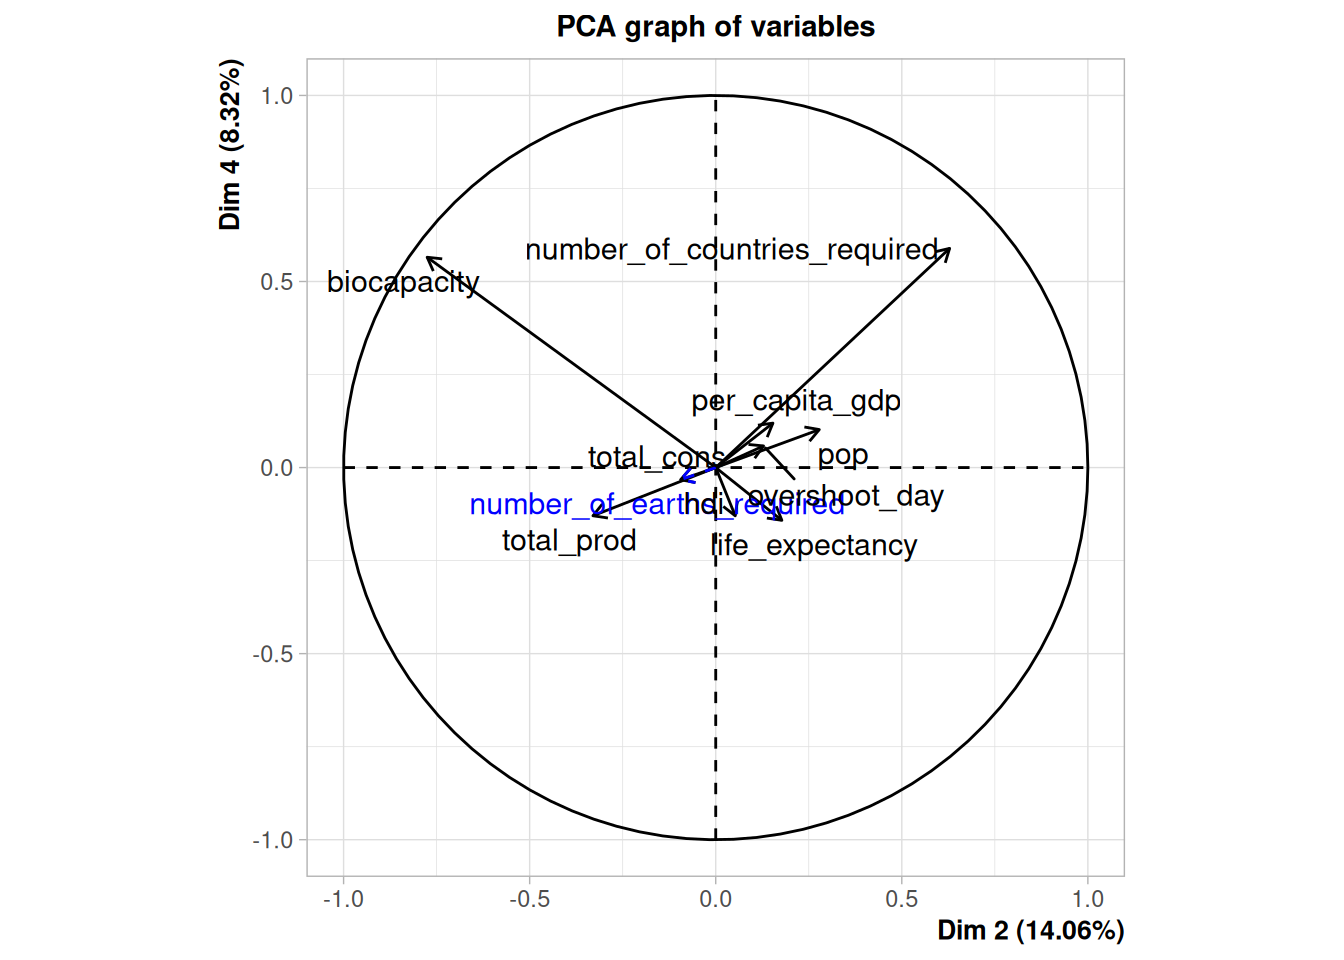 PCA graph of variables
Dim 4 (8.32%)
1.0
0.5
0.0
-0.5
-1.0
number_of_countries_required
biocapacity
per_capita_gdp
total_cons
pop
overshoot_day
number_of_earths_required
hdi
total_prod
life_expectancy
-1.0
-0.5
0.0
0.5
1.0
Dim 2 (14.06%)